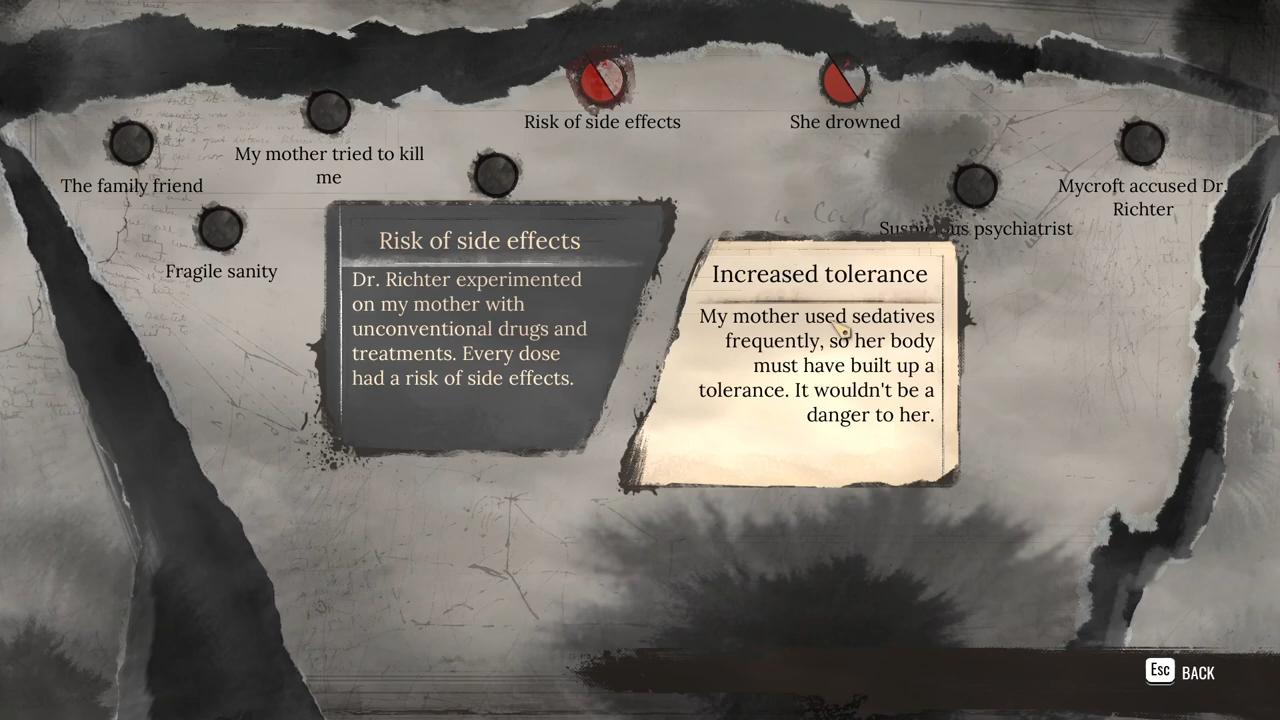 Risk of side effects
She drowned
My mother tried to kill
me
The family friend
Mycroft accused Dr.
Richter
Fragile sanity
Suspicious psychiatrist
Risk of side effects
Dr. Richter experimented
on my mother with
unconventional drugs and
treatments. Every dose
had a risk of side effects.
Increased tolerance
My mother used sedatives
frequently, so her body
must have built up a
tolerance. It wouldn't be a
danger to her.
Esc BACK